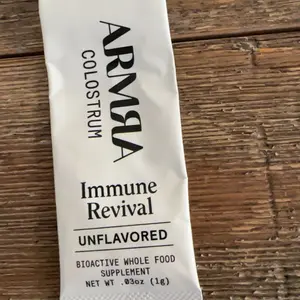 ARMRA
COLOSTRUM
Immune
Revival
UNFLAVORED
BIOACTIVE WHOLE FOOD
SUPPLEMENT
NET WT .03oz (1g)